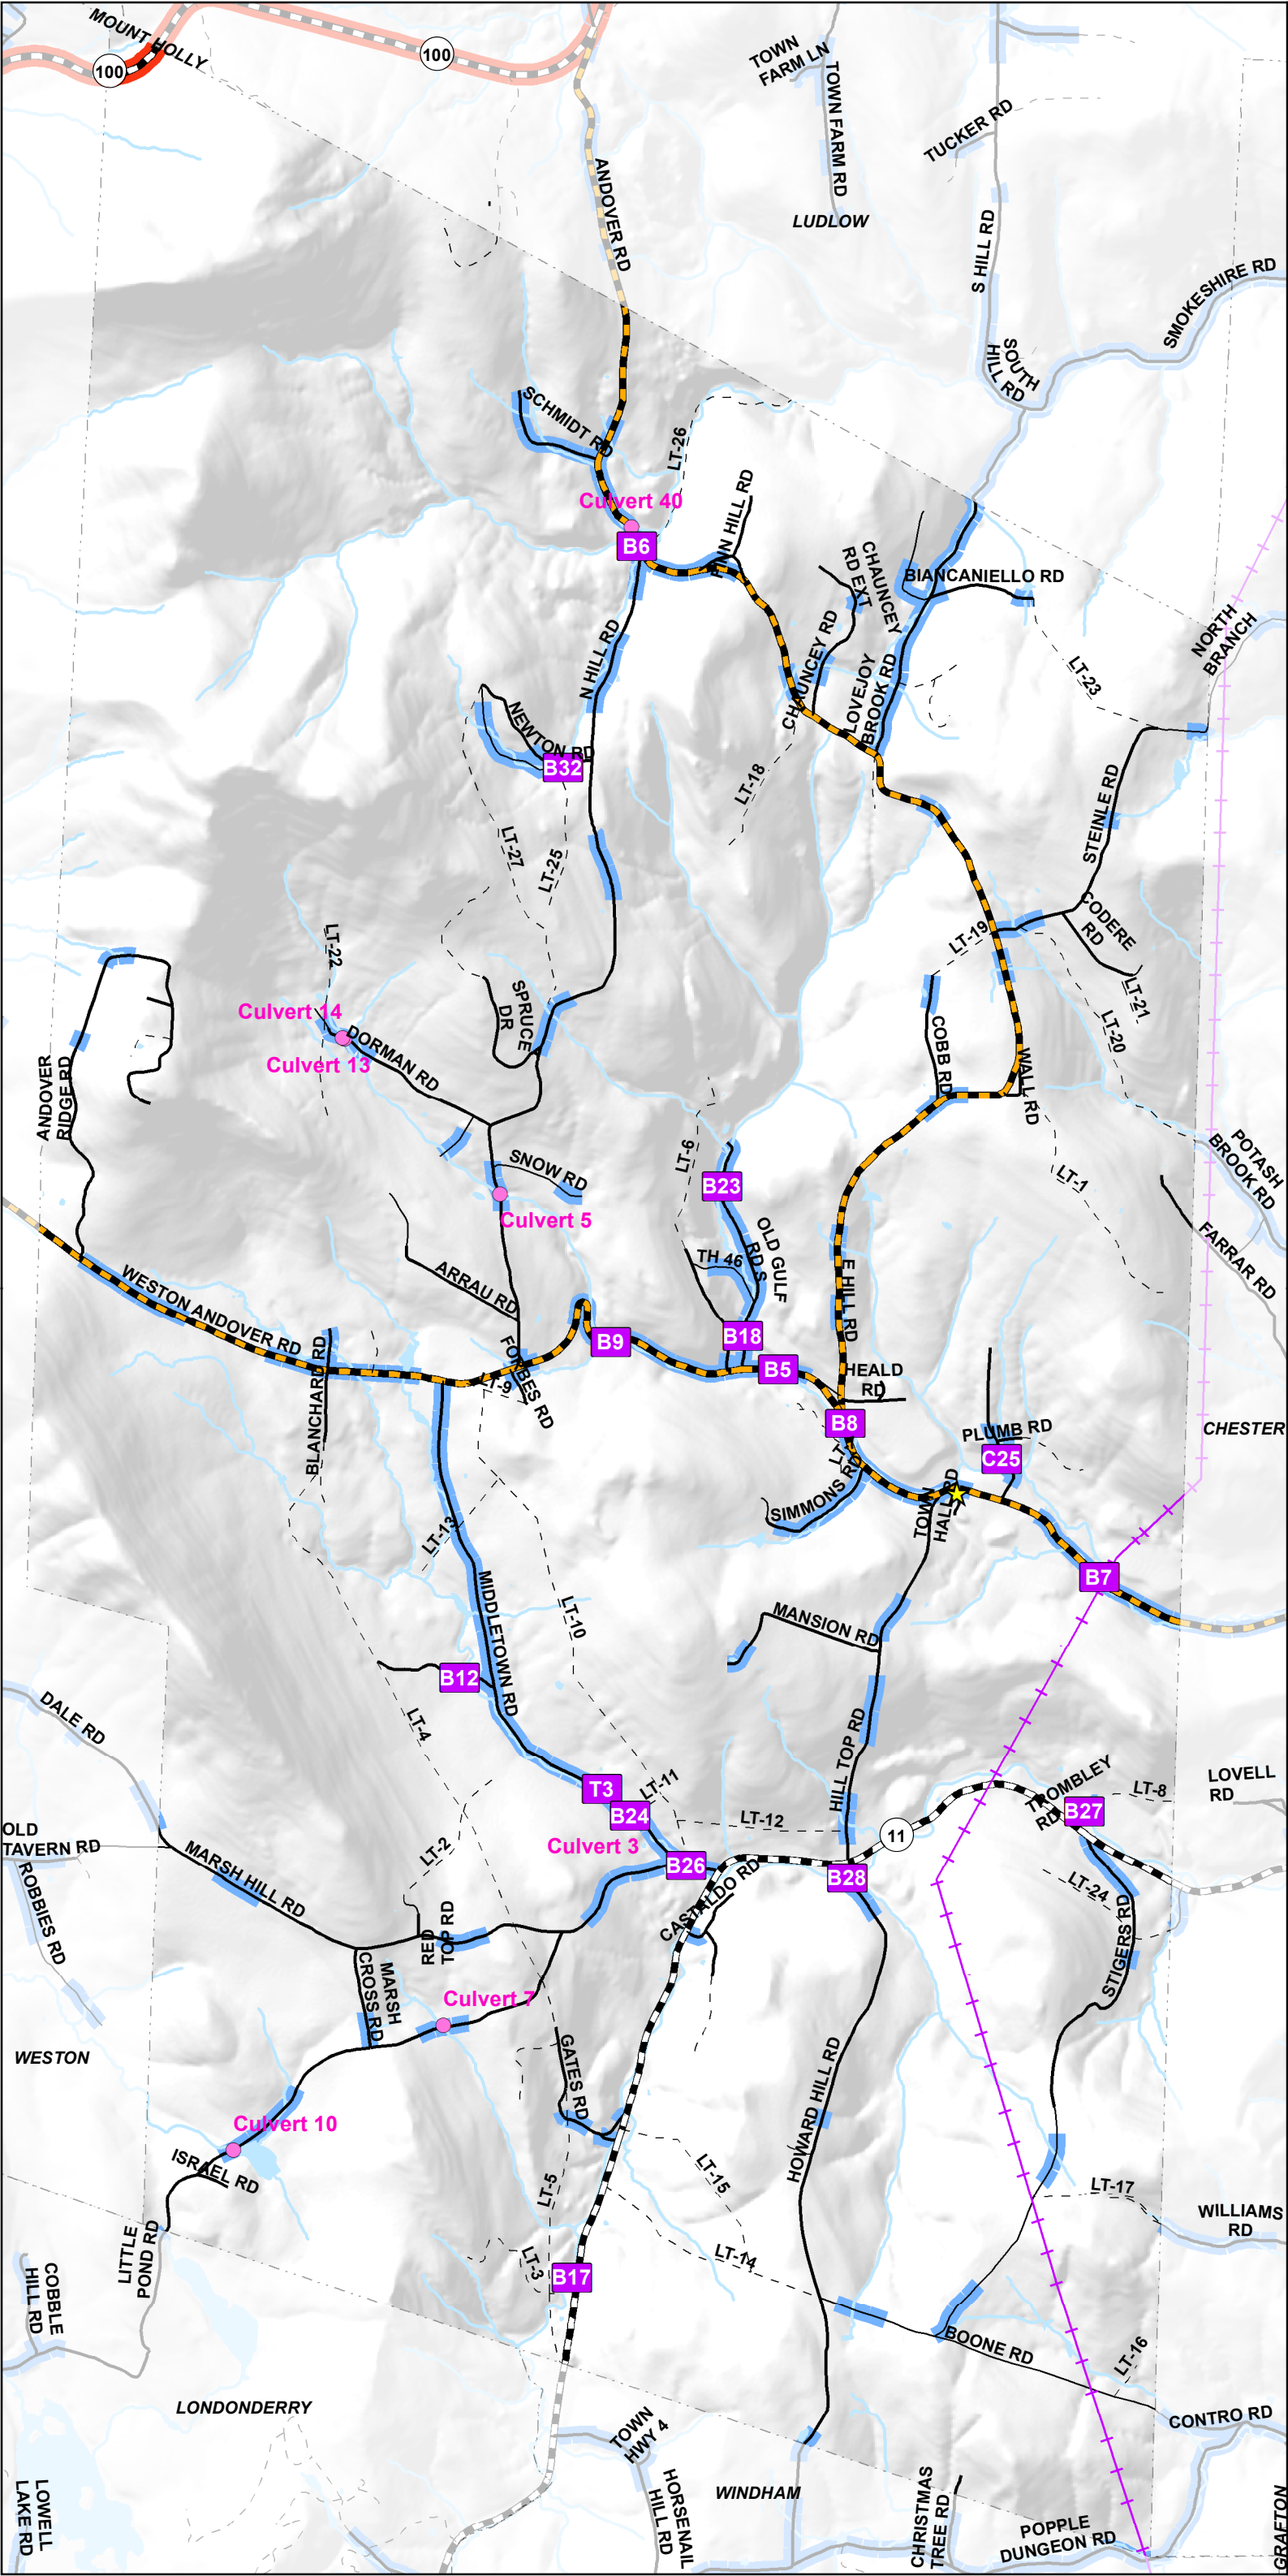 MOUNT HOLLY
100
100
TOWN
FARM LN
TOWN FARM RD
TUCKER RD
ANDOVER RD
LUDLOW
S HILL RD
SMOKESHIRE RD
SOUTH
HILL RD
SCHMIDT RD
LT-26
Culvert 40
B6
FINN HILL RD
CHAUNCEY
RD EXT
BIANCANIELLO RD
NORTH
BRANCH
N HILL RD
CHAUNCEY RD
LOVEJOY
BROOK RD
LT-23
NEWTON RD
B32
LT-18
STEINLE RD
LT-27
LT-25
CODERE
RD
LT-19
LT-22
LT-21
LT-20
Culvert 14
SPRUCE
DR
DORMAN RD
Culvert 13
COBB RD
WALL RD
ANDOVER
RIDGE RD
LT-6
SNOW RD
B23
LT-1
POTASH
BROOK RD
Culvert 5
OLD GULF
RD S
TH 46
FARRAR RD
ARRAU RD
E HILL RD
WESTON ANDOVER RD
B9
B18
B5
FORBES RD
LT-9
BLANCHARD RD
HEALD
RD
B8
PLUMB RD
CHESTER
C25
SIMMONS RD
TOWN
HALL RD
LT-13
B7
MIDDLETOWN RD
LT-10
MANSION RD
B12
DALE RD
LT-4
HILL TOP RD
T3
LT-11
B24
TROMBLEY
RD
LT-8
LOVELL
RD
B27
LT-12
11
OLD
TAVERN RD
LT-2
Culvert 3
B26
B28
MARSH HILL RD
ROBBIES RD
CASTALDO RD
LT-24
RED
TOP RD
STIGERS RD
MARSH
CROSS RD
Culvert 7
WESTON
GATES RD
HOWARD HILL RD
Culvert 10
ISRAEL RD
LT-5
LT-15
LT-17
WILLIAMS
RD
LITTLE
POND RD
LT-3
LT-14
COBBLE
HILL RD
B17
BOONE RD
LT-16
LONDONDERRY
CONTRO RD
TOWN
HWY 4
LOWELL
LAKE RD
HORSENAIL
HILL RD
WINDHAM
CHRISTMAS
TREE RD
POPPLE
DUNGEON RD
GRAFTON